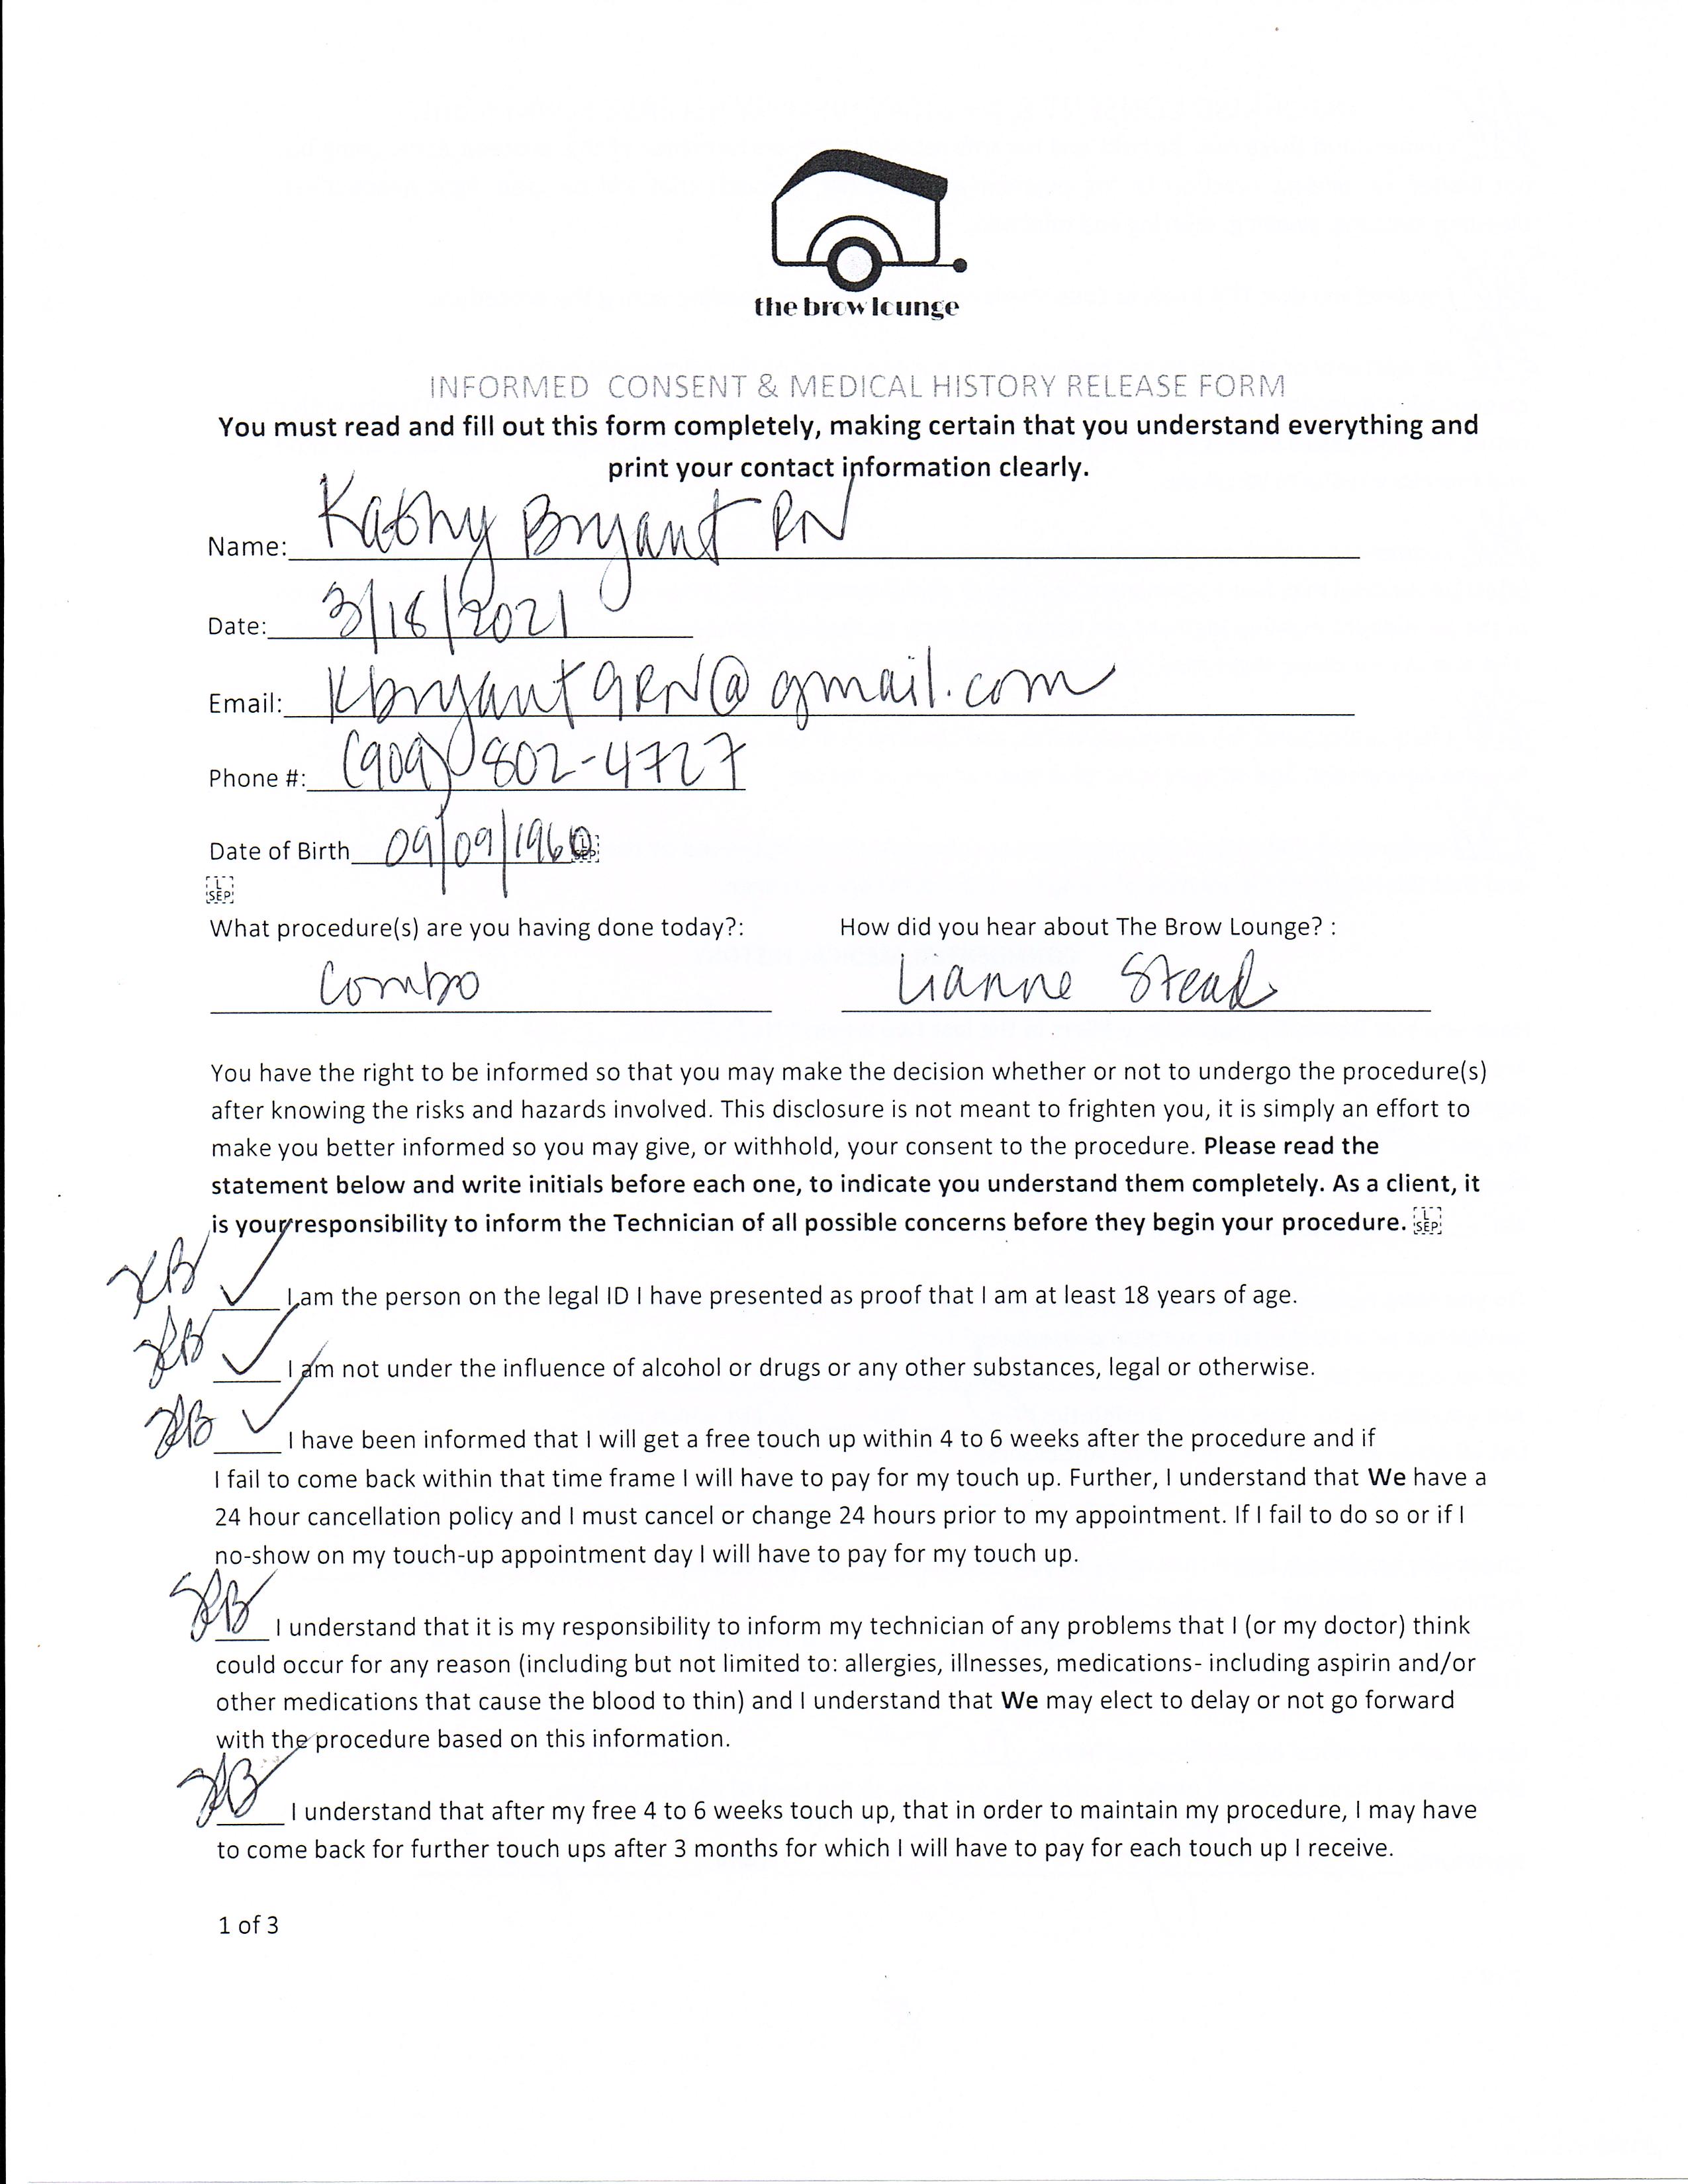 the brow lounge
INFORMED CONSENT & MEDICAL HISTORY RELEASE FORM
You must read and fill out this form completely, making certain that you understand everything and
print your contact information clearly.
Name: Kathy Bryant RN
Date: 3/18/2021
Email: Kbryant9RN@gmail.com
Phone #: (909) 802-4727
Date of Birth 09/09/1960
L SEP
What procedure(s) are you having done today?: How did you hear about The Brow Lounge? :
Combo Lianne Stead
You have the right to be informed so that you may make the decision whether or not to undergo the procedure(s)
after knowing the risks and hazards involved. This disclosure is not meant to frighten you, it is simply an effort to
make you better informed so you may give, or withhold, your consent to the procedure. Please read the
statement below and write initials before each one, to indicate you understand them completely. As a client, it
is your responsibility to inform the Technician of all possible concerns before they begin your procedure. L SEP
KB ✓ I am the person on the legal ID I have presented as proof that I am at least 18 years of age.
KB ✓ I am not under the influence of alcohol or drugs or any other substances, legal or otherwise.
KB ✓ I have been informed that I will get a free touch up within 4 to 6 weeks after the procedure and if
I fail to come back within that time frame I will have to pay for my touch up. Further, I understand that We have a
24 hour cancellation policy and I must cancel or change 24 hours prior to my appointment. If I fail to do so or if I
no-show on my touch-up appointment day I will have to pay for my touch up.
KB I understand that it is my responsibility to inform my technician of any problems that I (or my doctor) think
could occur for any reason (including but not limited to: allergies, illnesses, medications- including aspirin and/or
other medications that cause the blood to thin) and I understand that We may elect to delay or not go forward
with the procedure based on this information.
KB I understand that after my free 4 to 6 weeks touch up, that in order to maintain my procedure, I may have
to come back for further touch ups after 3 months for which I will have to pay for each touch up I receive.
1 of 3